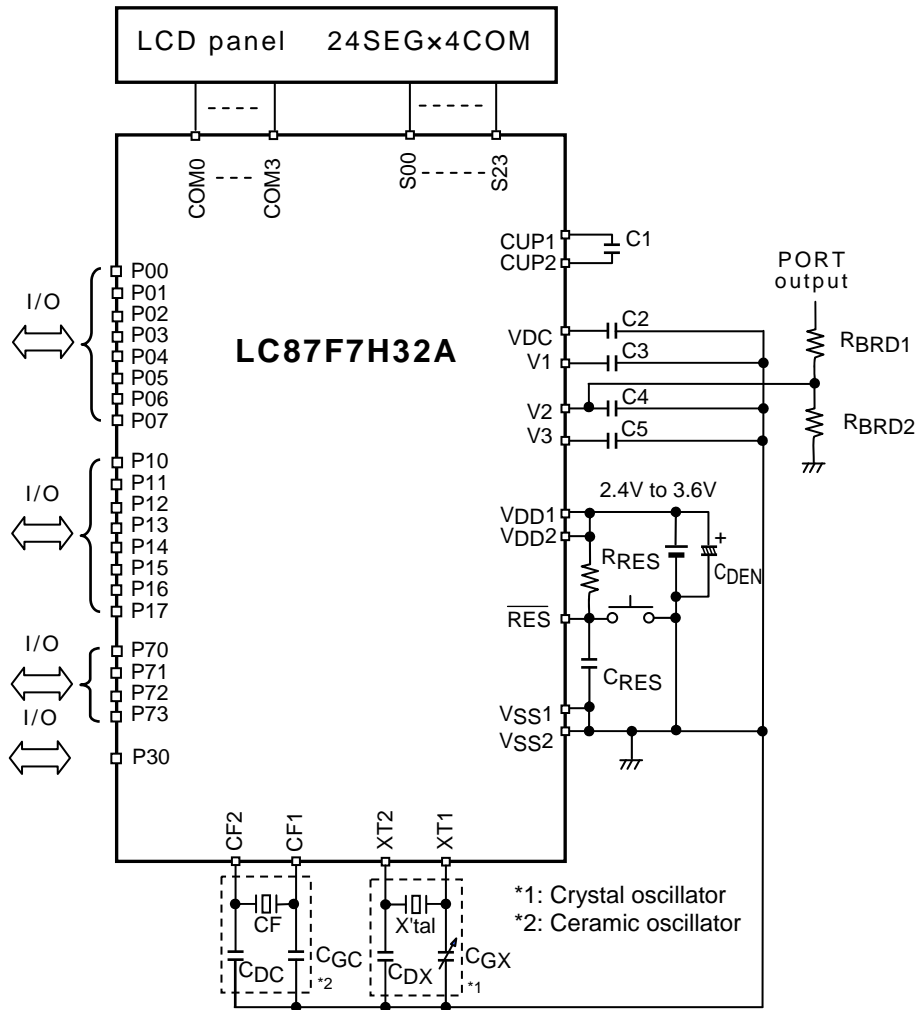 LCD panel 24SEG×4COM
COM0
COM3
S00
S23
CUP1
CUP2
C1
PORT
output
RBRD1
RBRD2
VDC
V1
V2
V3
C2
C3
C4
C5
LC87F7H32A
I/O
P00
P01
P02
P03
P04
P05
P06
P07
I/O
P10
P11
P12
P13
P14
P15
P16
P17
I/O
P70
P71
P72
P73
I/O
P30
2.4V to 3.6V
VDD1
VDD2
RRES
+
CDEN
RES
CRES
VSS1
VSS2
CF2
CF1
XT2
XT1
CF
X'tal
CDC
CGC
*2
CDX
CGX
*1
*1: Crystal oscillator
*2: Ceramic oscillator